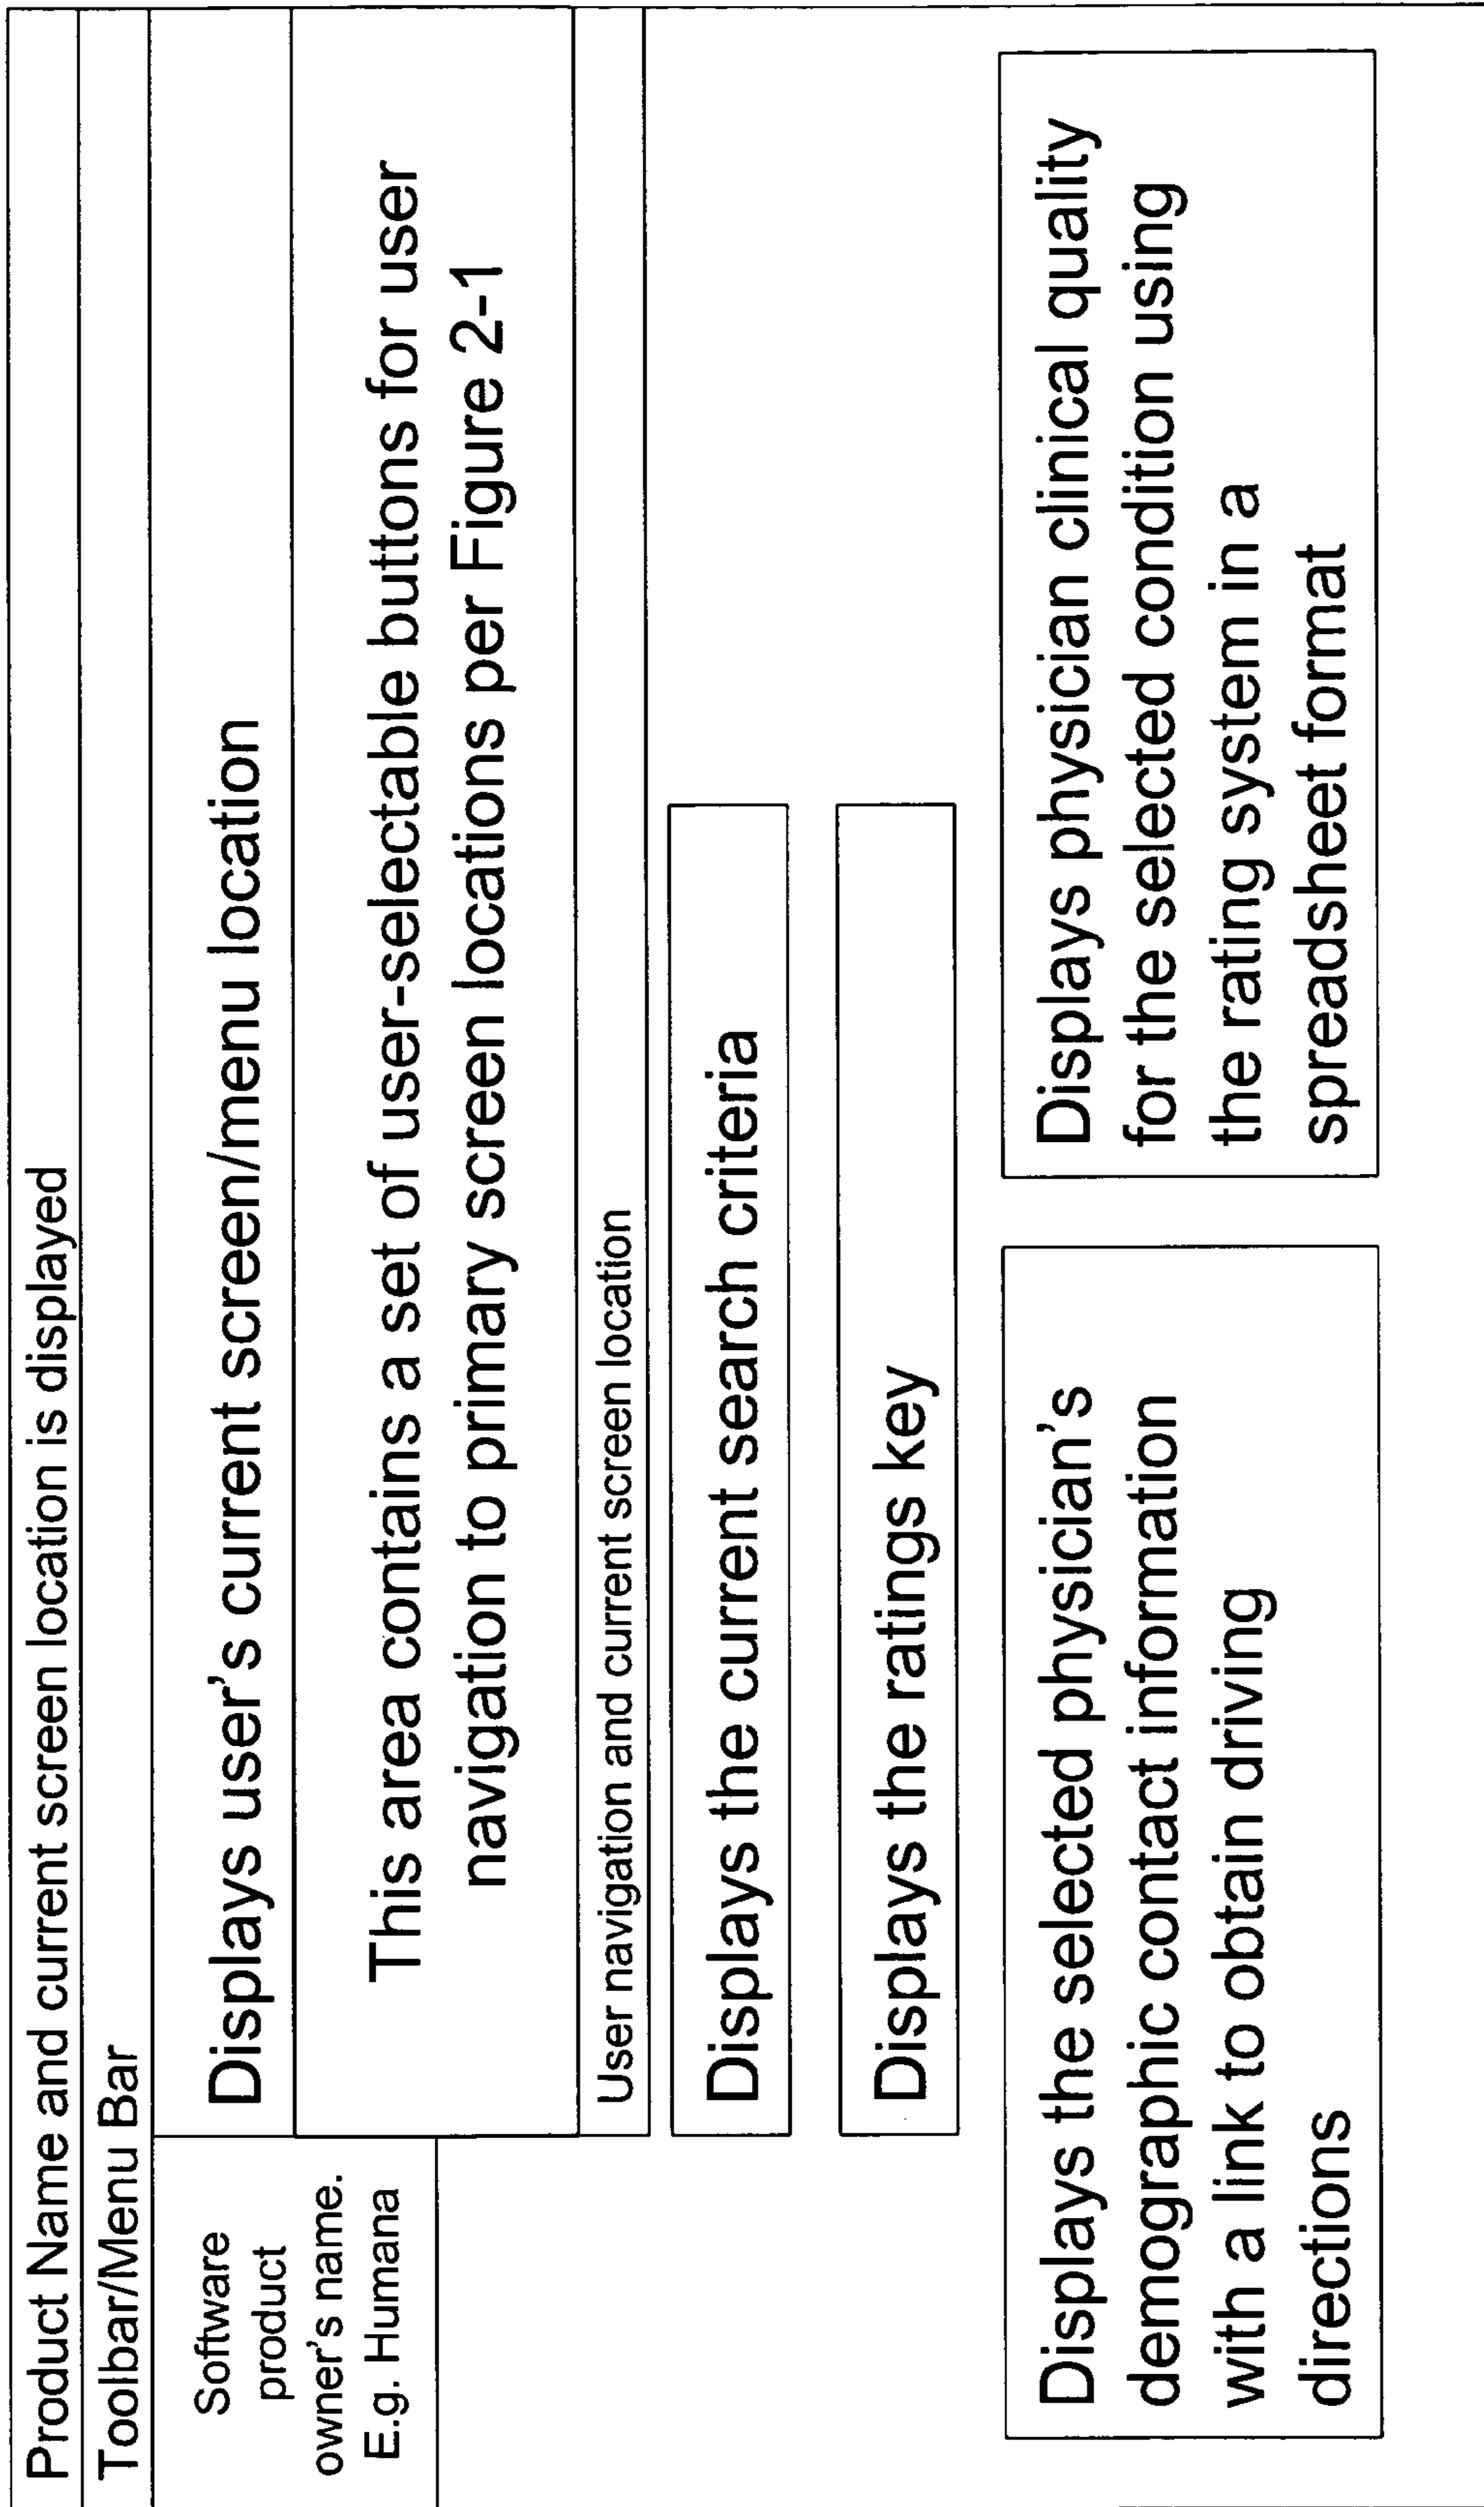 Product Name and current screen location is displayed
Toolbar/Menu Bar
Software
product
owner's name.
E.g. Humana
Displays user's current screen/menu location
This area contains a set of user-selectable buttons for user
navigation to primary screen locations per Figure 2-1
User navigation and current screen location
Displays the current search criteria
Displays the ratings key
Displays the selected physician's
demographic contact information
with a link to obtain driving
directions
Displays physician clinical quality
for the selected condition using
the rating system in a
spreadsheet format